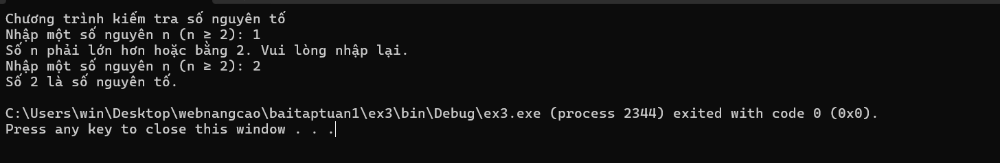 Chương trình kiểm tra số nguyên tố
Nhập một số nguyên n (n ≥ 2): 1
Số n phải lớn hơn hoặc bằng 2. Vui lòng nhập lại.
Nhập một số nguyên n (n ≥ 2): 2
Số 2 là số nguyên tố.
C:\Users\win\Desktop\webnangcao\baitaptuan1\ex3\bin\Debug\ex3.exe (process 2344) exited with code 0 (0x0).
Press any key to close this window . . .